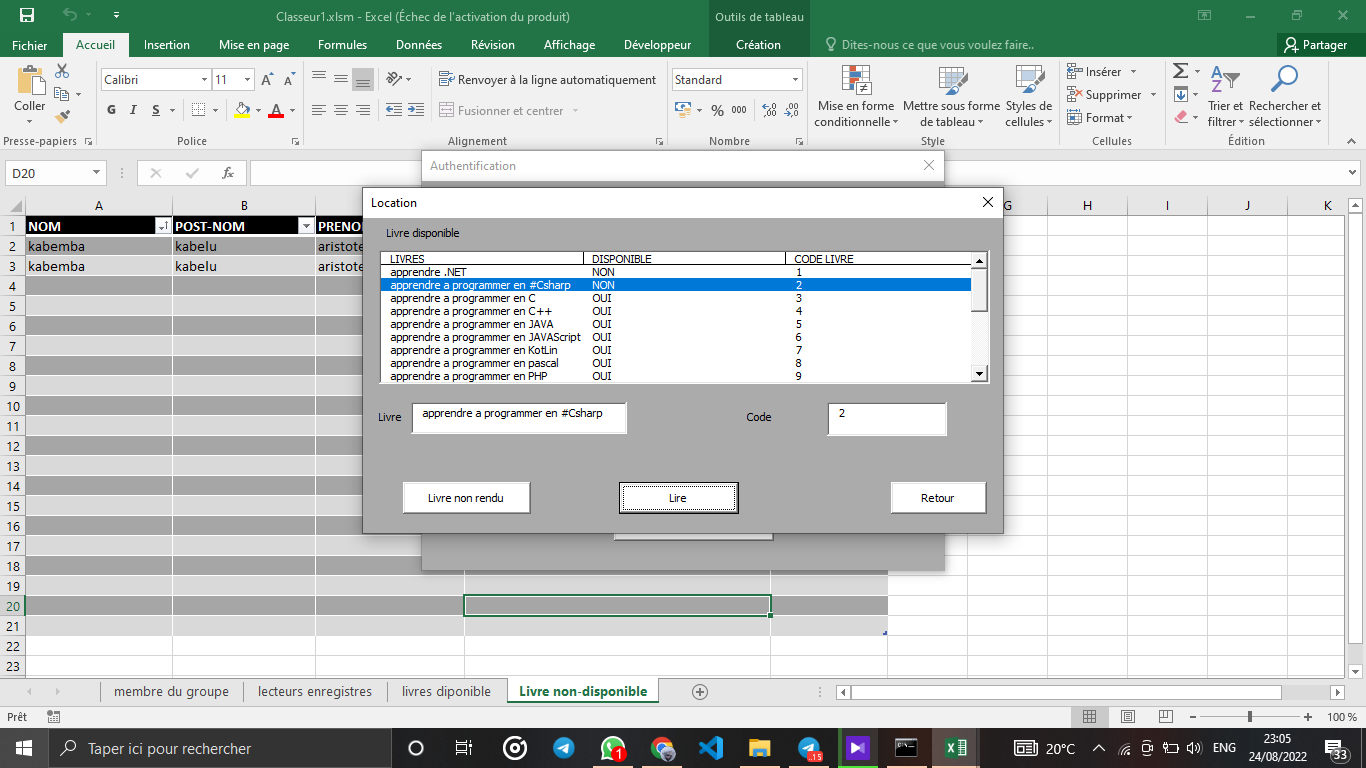 Classeur1.xlsm - Excel (Échec de l'activation du produit)
Outils de tableau
Fichier Accueil Insertion Mise en page Formules Données Révision Affichage Développeur Création Dites-nous ce que vous voulez faire.. Partager
Calibri 11 Renvoyer à la ligne automatiquement Standard Insérer
Coller G I S Fusionner et centrer % 000 Mise en forme conditionnelle Mettre sous forme de tableau Styles de cellules Supprimer Format Trier et filtrer Rechercher et sélectionner
Presse-papiers Police Alignement Nombre Style Cellules Édition
D20 fx
Authentification
Location
A B G H I J K
1 NOM POST-NOM PRENO
2 kabemba kabelu aristote
3 kabemba kabelu aristote
4
5
6
7
8
9
10
11
12
13
14
15
16
17
18
19
20
21
22
23
Livre disponible
LIVRES DISPONIBLE CODE LIVRE
apprendre .NET NON 1
apprendre a programmer en #Csharp NON 2
apprendre a programmer en C OUI 3
apprendre a programmer en C++ OUI 4
apprendre a programmer en JAVA OUI 5
apprendre a programmer en JAVAScript OUI 6
apprendre a programmer en KotLin OUI 7
apprendre a programmer en pascal OUI 8
apprendre a programmer en PHP OUI 9
Livre apprendre a programmer en #Csharp Code 2
Livre non rendu Lire Retour
membre du groupe lecteurs enregistres livres diponible Livre non-disponible
Prêt 100 %
Taper ici pour rechercher 1 ..15 20°C ENG 23:05
24/08/2022 33